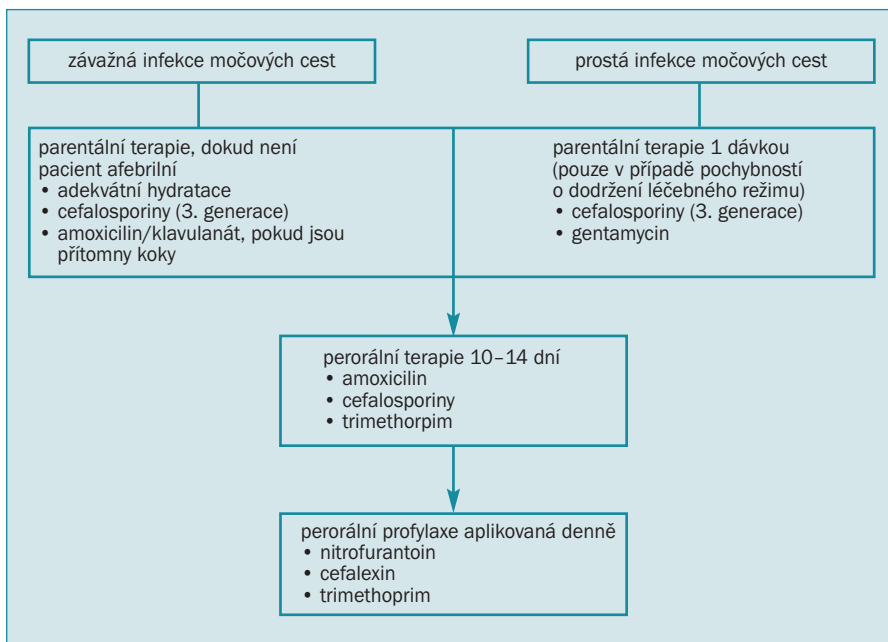 závažná infekce močových cest
prostá infekce močových cest
parentální terapie, dokud není
pacient afebrilní
• adekvátní hydratace
• cefalosporiny (3. generace)
• amoxicilin/klavulanát, pokud jsou
přítomny koky
parentální terapie 1 dávkou
(pouze v případě pochybností
o dodržení léčebného režimu)
• cefalosporiny (3. generace)
• gentamycin
perorální terapie 10–14 dní
• amoxicilin
• cefalosporiny
• trimethorpim
perorální profylaxe aplikovaná denně
• nitrofurantoin
• cefalexin
• trimethoprim